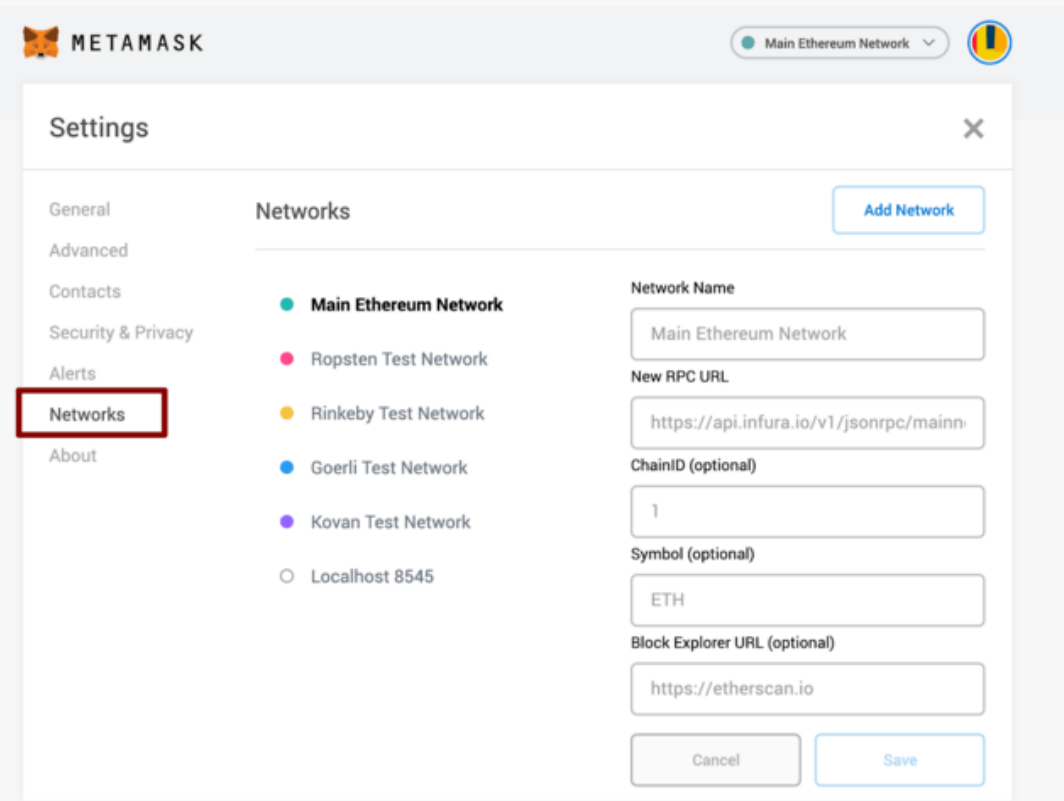 METAMASK
Main Ethereum Network
Settings
General
Advanced
Contacts
Security & Privacy
Alerts
Networks
About
Networks
Add Network
Main Ethereum Network
Ropsten Test Network
Rinkeby Test Network
Goerli Test Network
Kovan Test Network
Localhost 8545
Network Name
Main Ethereum Network
New RPC URL
https://api.infura.io/v1/jsonrpc/mainn
ChainID (optional)
1
Symbol (optional)
ETH
Block Explorer URL (optional)
https://etherscan.io
Cancel
Save